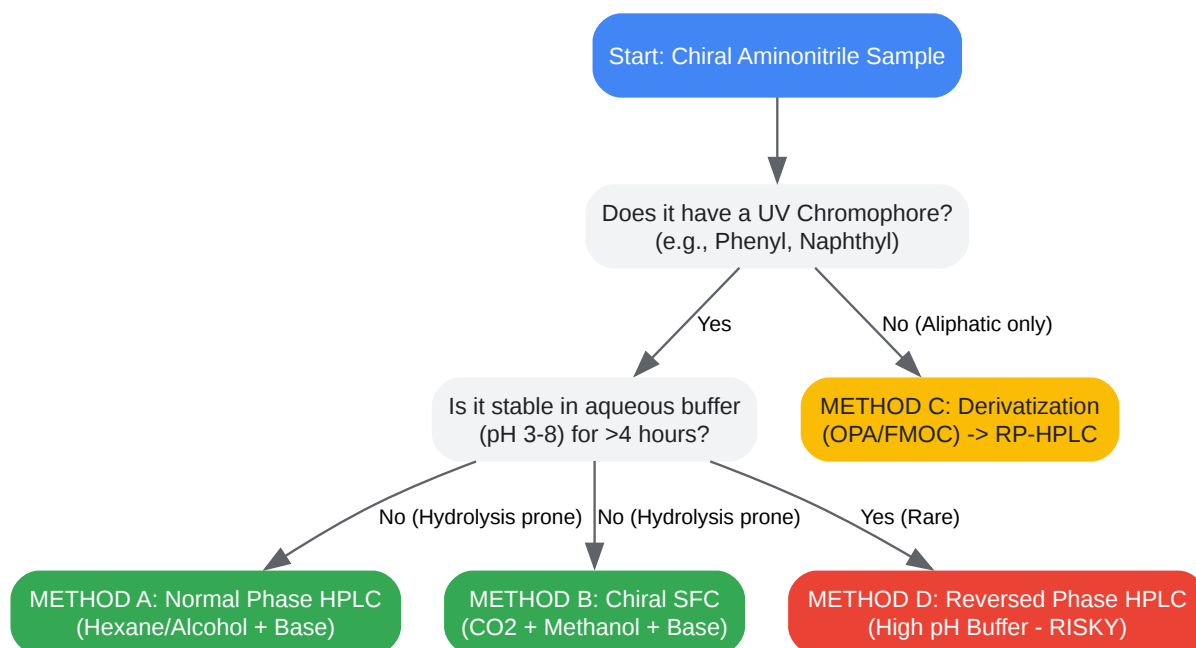 Start: Chiral Aminonitrile Sample
Does it have a UV Chromophore?
(e.g., Phenyl, Naphthyl)
Yes
No (Aliphatic only)
Is it stable in aqueous buffer
(pH 3-8) for >4 hours?
METHOD C: Derivatization
(OPA/FMOC) -> RP-HPLC
No (Hydrolysis prone)
No (Hydrolysis prone)
Yes (Rare)
METHOD A: Normal Phase HPLC
(Hexane/Alcohol + Base)
METHOD B: Chiral SFC
(CO2 + Methanol + Base)
METHOD D: Reversed Phase HPLC
(High pH Buffer - RISKY)